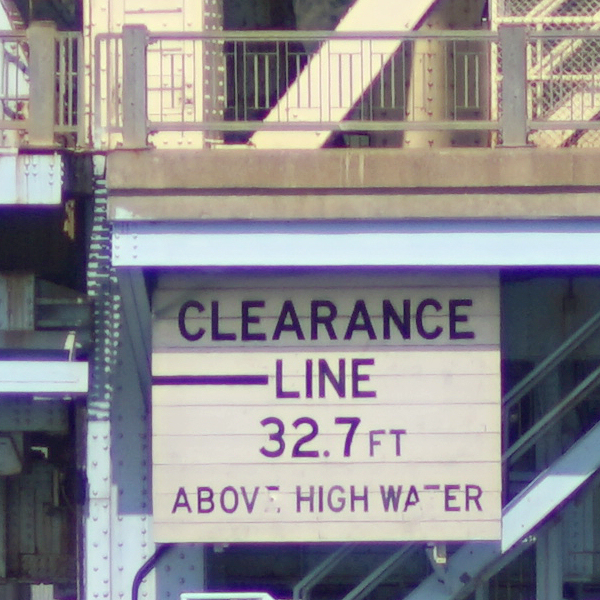 CLEARANCE
LINE
32.7 FT
ABOVE HIGH WATER